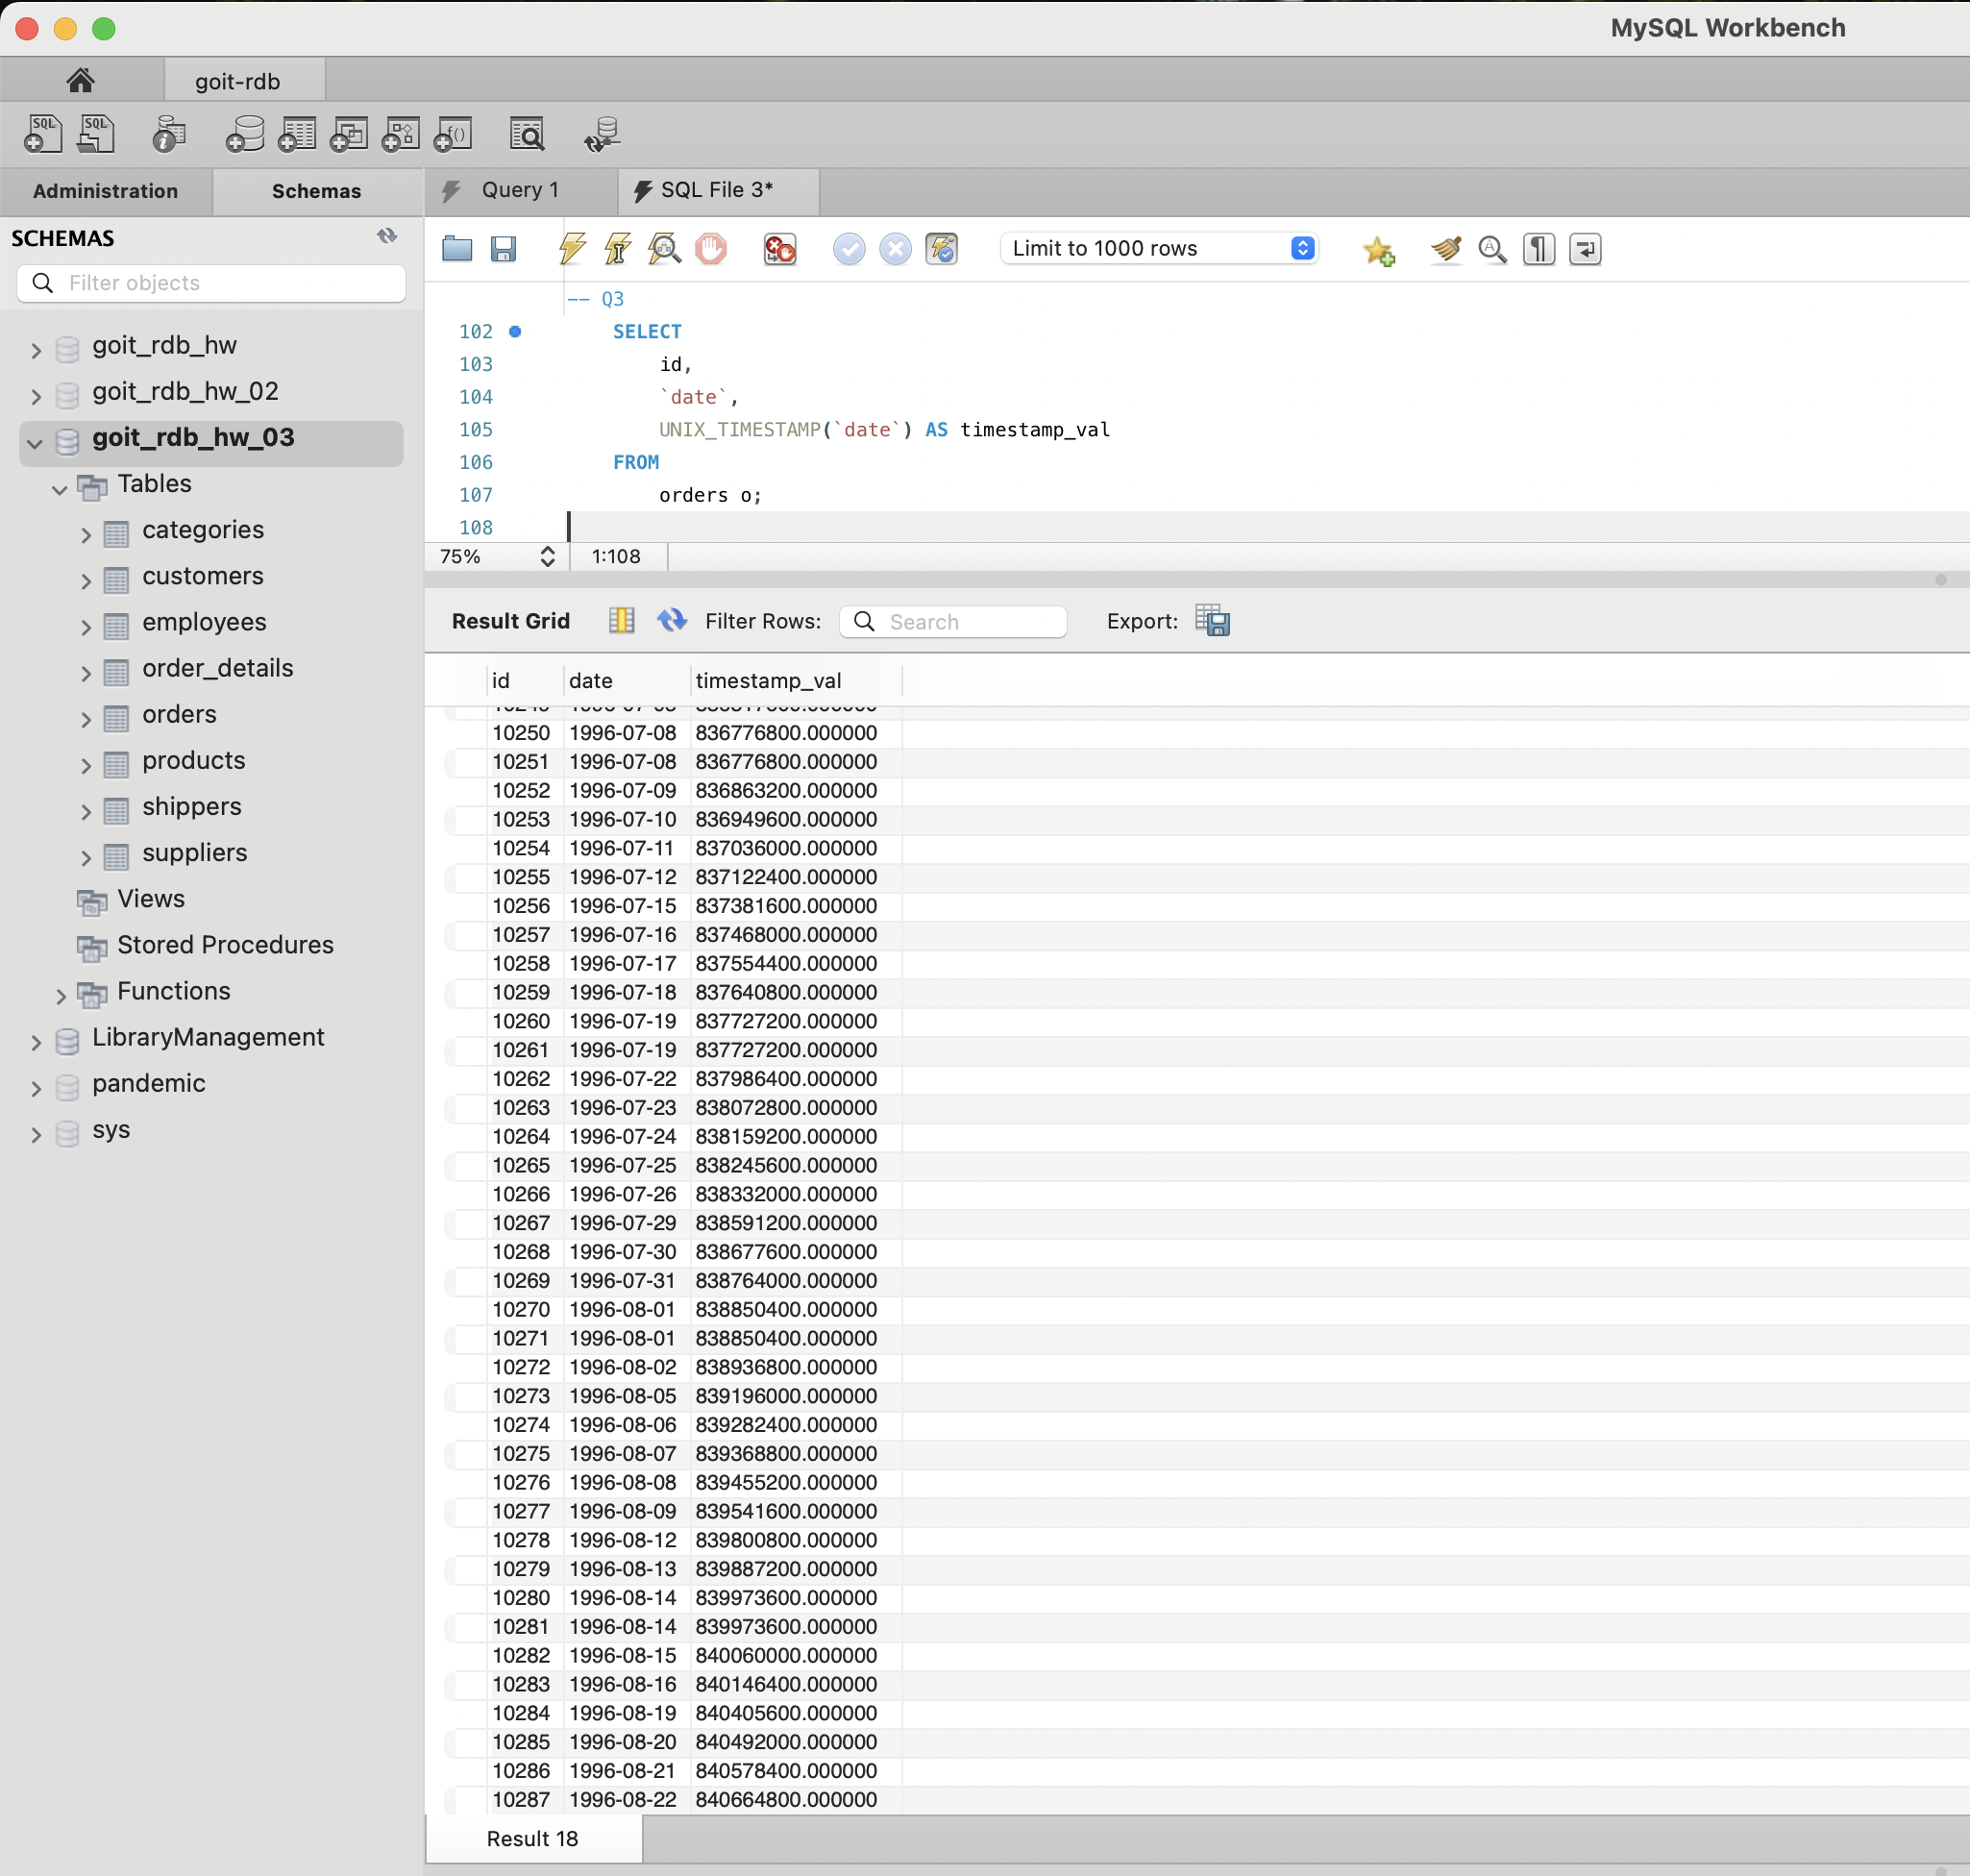 MySQL Workbench
goit-rdb
Administration
Schemas
Query 1
SQL File 3*
SCHEMAS
Filter objects
goit_rdb_hw
goit_rdb_hw_02
goit_rdb_hw_03
Tables
categories
customers
employees
order_details
orders
products
shippers
suppliers
Views
Stored Procedures
Functions
LibraryManagement
pandemic
sys
Limit to 1000 rows
-- Q3
102 SELECT
103 id,
104 `date`,
105 UNIX_TIMESTAMP(`date`) AS timestamp_val
106 FROM
107 orders o;
108
75% 1:108
Result Grid Filter Rows: Search Export:
id date timestamp_val
10250 1996-07-08 836776800.000000
10251 1996-07-08 836776800.000000
10252 1996-07-09 836863200.000000
10253 1996-07-10 836949600.000000
10254 1996-07-11 837036000.000000
10255 1996-07-12 837122400.000000
10256 1996-07-15 837381600.000000
10257 1996-07-16 837468000.000000
10258 1996-07-17 837554400.000000
10259 1996-07-18 837640800.000000
10260 1996-07-19 837727200.000000
10261 1996-07-19 837727200.000000
10262 1996-07-22 837986400.000000
10263 1996-07-23 838072800.000000
10264 1996-07-24 838159200.000000
10265 1996-07-25 838245600.000000
10266 1996-07-26 838332000.000000
10267 1996-07-29 838591200.000000
10268 1996-07-30 838677600.000000
10269 1996-07-31 838764000.000000
10270 1996-08-01 838850400.000000
10271 1996-08-01 838850400.000000
10272 1996-08-02 838936800.000000
10273 1996-08-05 839196000.000000
10274 1996-08-06 839282400.000000
10275 1996-08-07 839368800.000000
10276 1996-08-08 839455200.000000
10277 1996-08-09 839541600.000000
10278 1996-08-12 839800800.000000
10279 1996-08-13 839887200.000000
10280 1996-08-14 839973600.000000
10281 1996-08-14 839973600.000000
10282 1996-08-15 840060000.000000
10283 1996-08-16 840146400.000000
10284 1996-08-19 840405600.000000
10285 1996-08-20 840492000.000000
10286 1996-08-21 840578400.000000
10287 1996-08-22 840664800.000000
Result 18